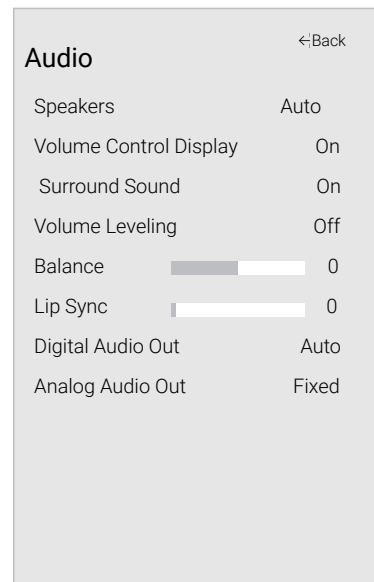 ←Back
Audio
Speakers Auto
Volume Control Display On
Surround Sound On
Volume Leveling Off
Balance 0
Lip Sync 0
Digital Audio Out Auto
Analog Audio Out Fixed